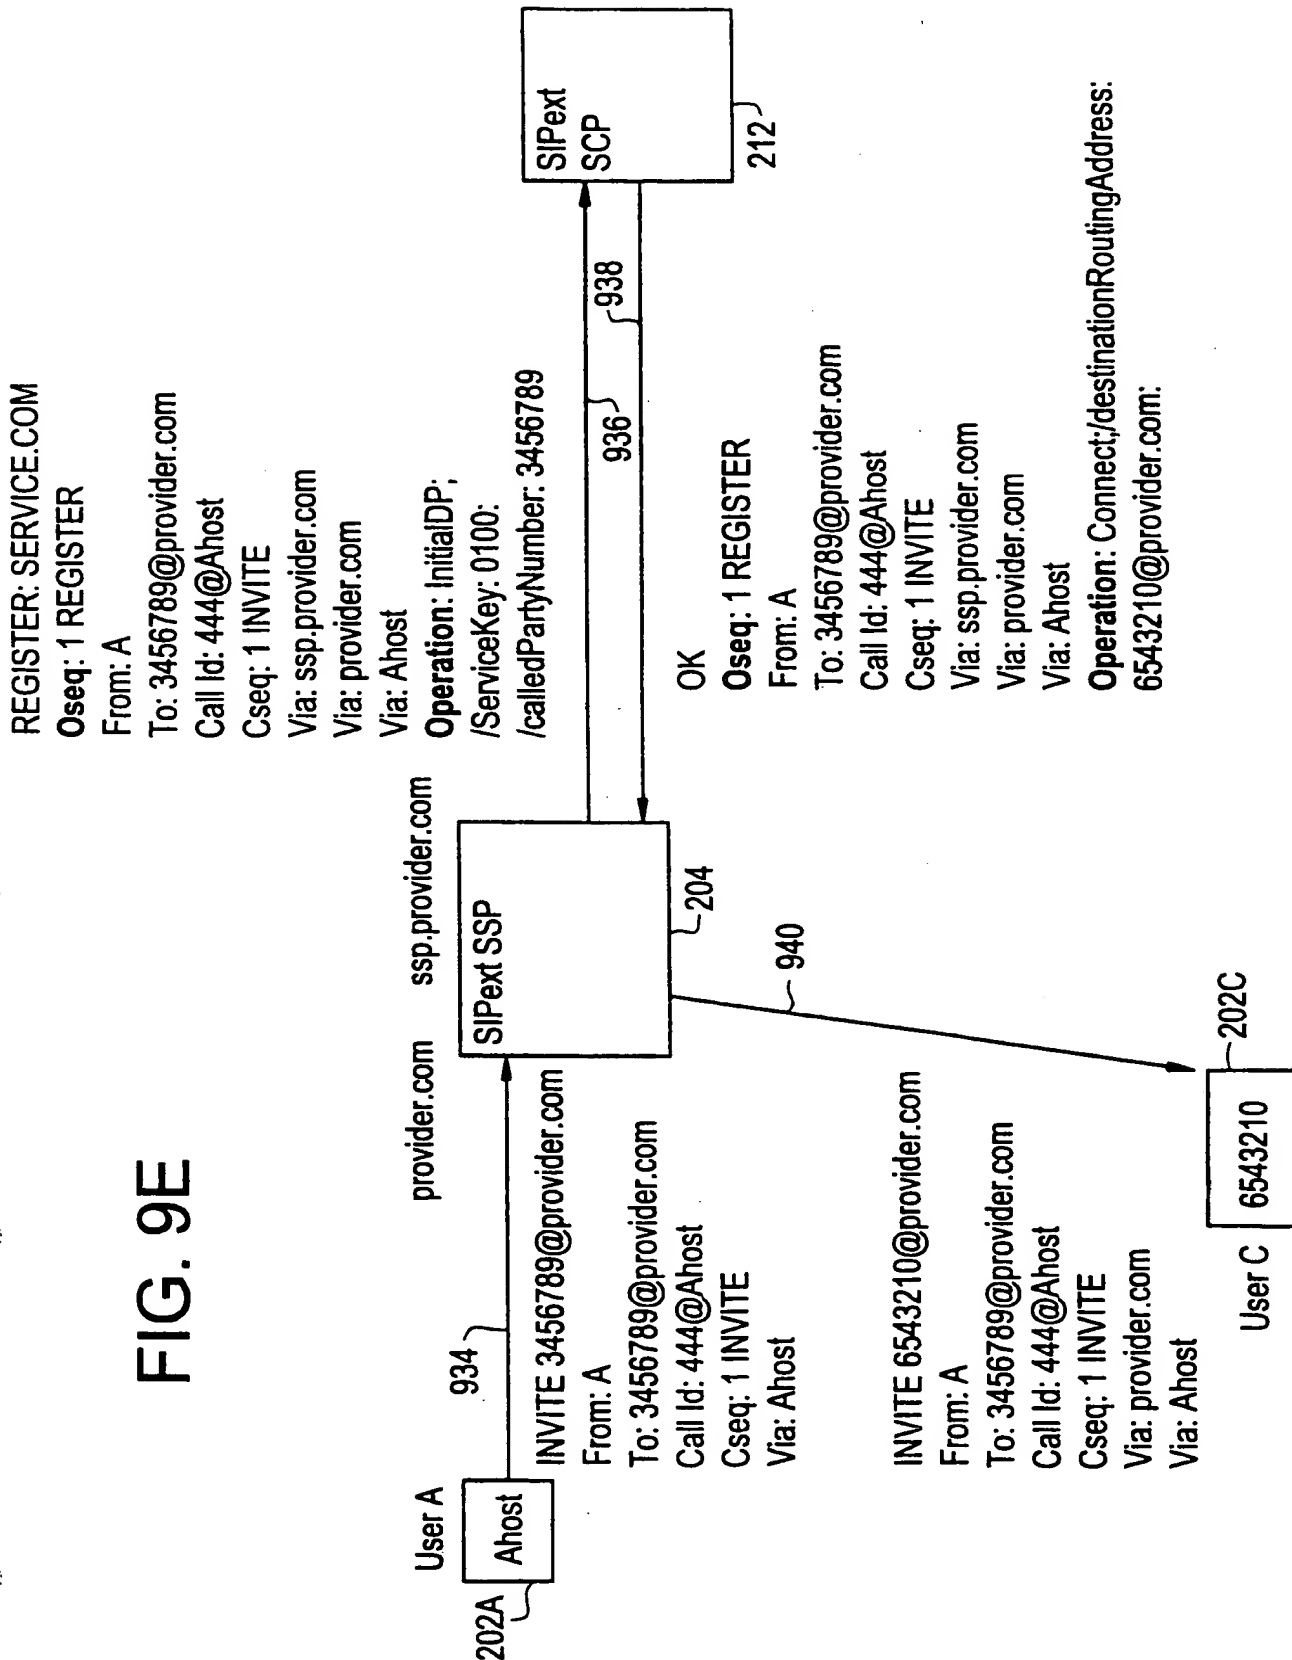 FIG. 9E
REGISTER: SERVICE.COM
Oseq: 1 REGISTER
From: A
To: 3456789@provider.com
Call Id: 444@Ahost
Cseq: 1 INVITE
Via: ssp.provider.com
Via: provider.com
Via: Ahost
Operation: InitialDP;
/ServiceKey: 0100:
/calledPartyNumber: 3456789
User A
Ahost
202A
934
provider.com
ssp.provider.com
SIPext SSP
204
936
938
SIPext
SCP
212
INVITE 3456789@provider.com
From: A
To: 3456789@provider.com
Call Id: 444@Ahost
Cseq: 1 INVITE
Via: Ahost
OK
Oseq: 1 REGISTER
From: A
To: 3456789@provider.com
Call Id: 444@Ahost
Cseq: 1 INVITE
Via: ssp.provider.com
Via: provider.com
Via: Ahost
Operation: Connect;/destinationRoutingAddress:
6543210@provider.com:
940
INVITE 6543210@provider.com
From: A
To: 3456789@provider.com
Call Id: 444@Ahost
Cseq: 1 INVITE
Via: provider.com
Via: Ahost
User C
6543210
202C